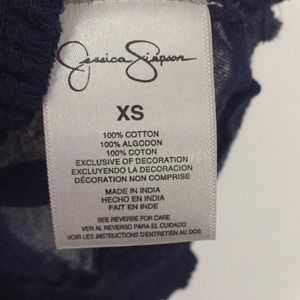 Jessica Simpson
XS
100% COTTON
100% ALGODON
100% COTON
EXCLUSIVE OF DECORATION
EXCLUYENDO LA DECORACION
DÉCORATION NON COMPRISE
MADE IN INDIA
HECHO EN INDIA
FAIT EN INDE
SEE REVERSE FOR CARE
VER AL REVERSO PARA EL CUIDADO
VOIR LES INSTRUCTIONS D'ENTRETIEN AU DOS